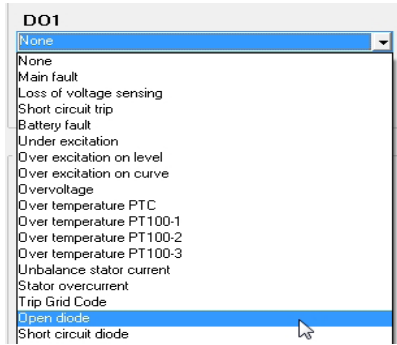 DO1
None
None
Main fault
Loss of voltage sensing
Short circuit trip
Battery fault
Under excitation
Over excitation on level
Over excitation on curve
Overvoltage
Over temperature PTC
Over temperature PT100-1
Over temperature PT100-2
Over temperature PT100-3
Unbalance stator current
Stator overcurrent
Trip Grid Code
Open diode
Short circuit diode